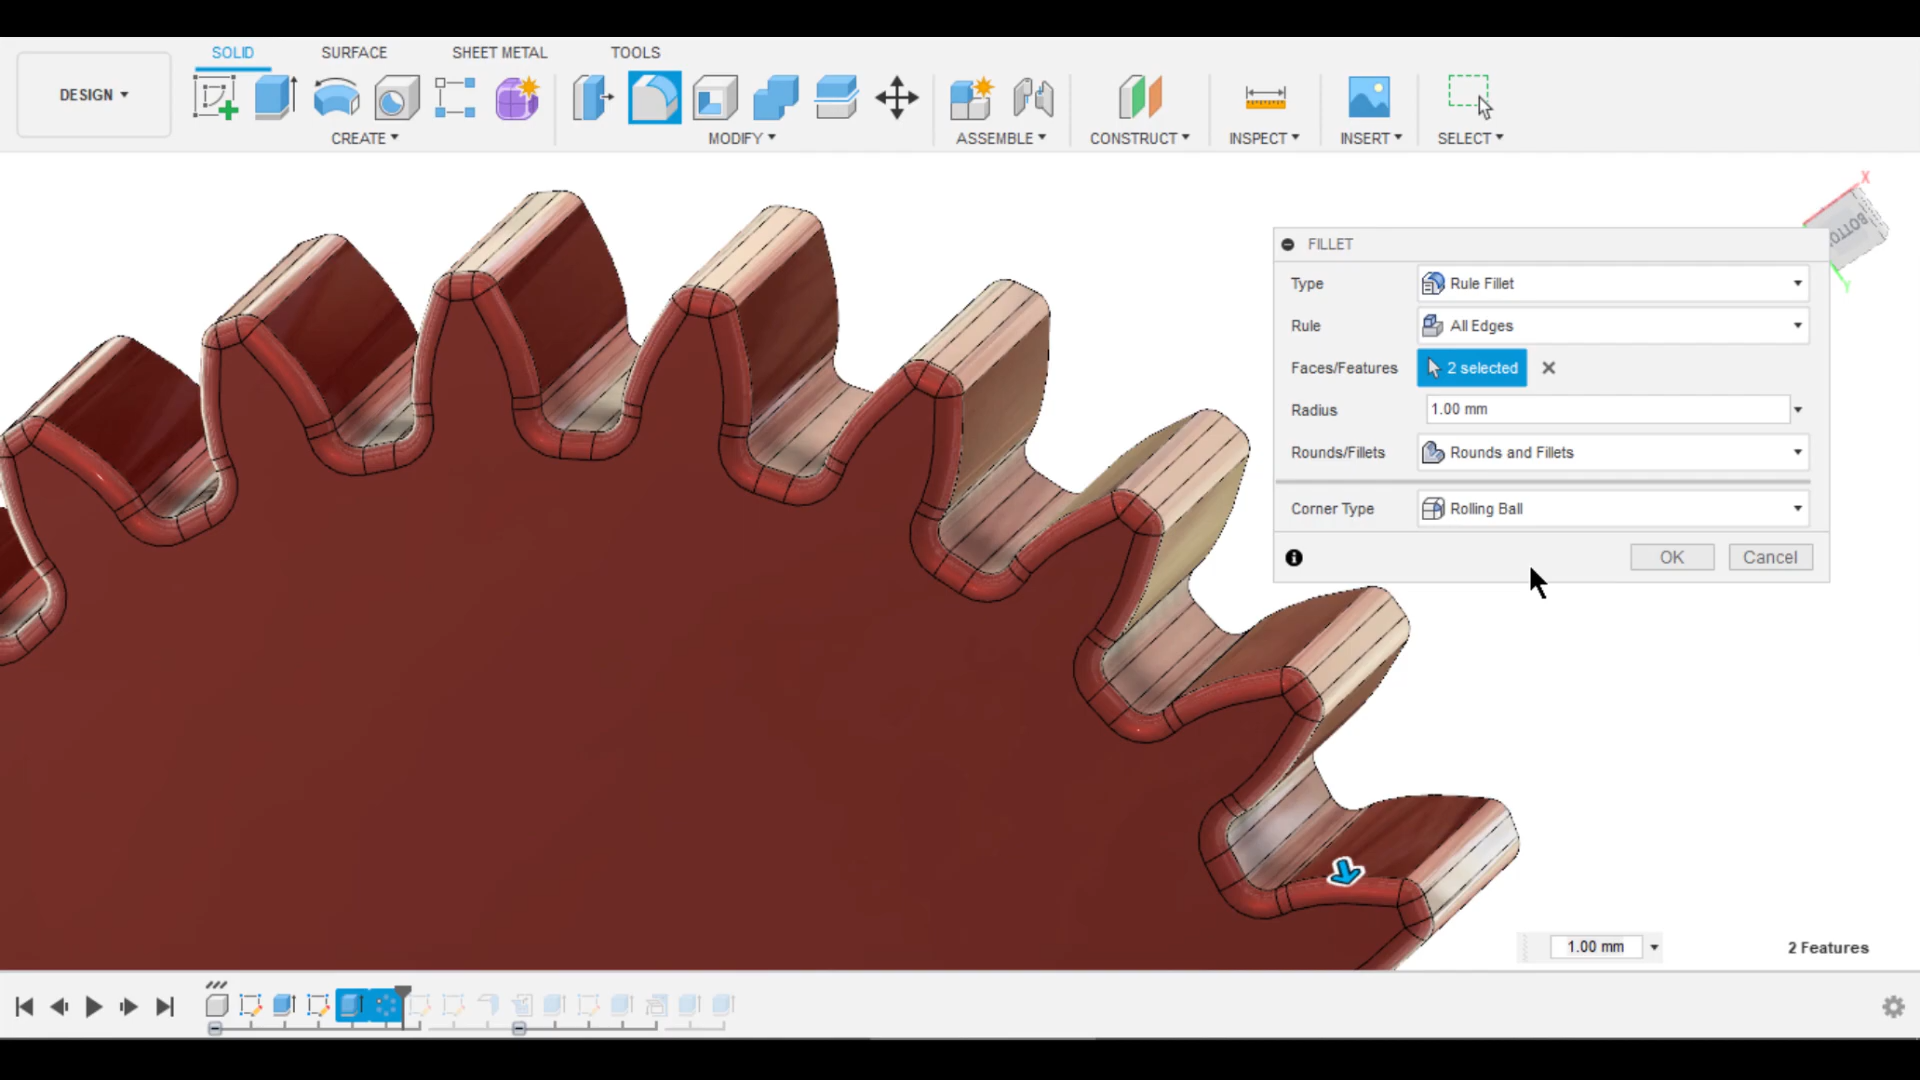 SOLID SURFACE SHEET METAL TOOLS
DESIGN
CREATE MODIFY ASSEMBLE CONSTRUCT INSPECT INSERT SELECT
X
BOTTO
Y
FILLET
Type Rule Fillet
Rule All Edges
Faces/Features 2 selected
Radius 1.00 mm
Rounds/Fillets Rounds and Fillets
Corner Type Rolling Ball
OK Cancel
1.00 mm 2 Features